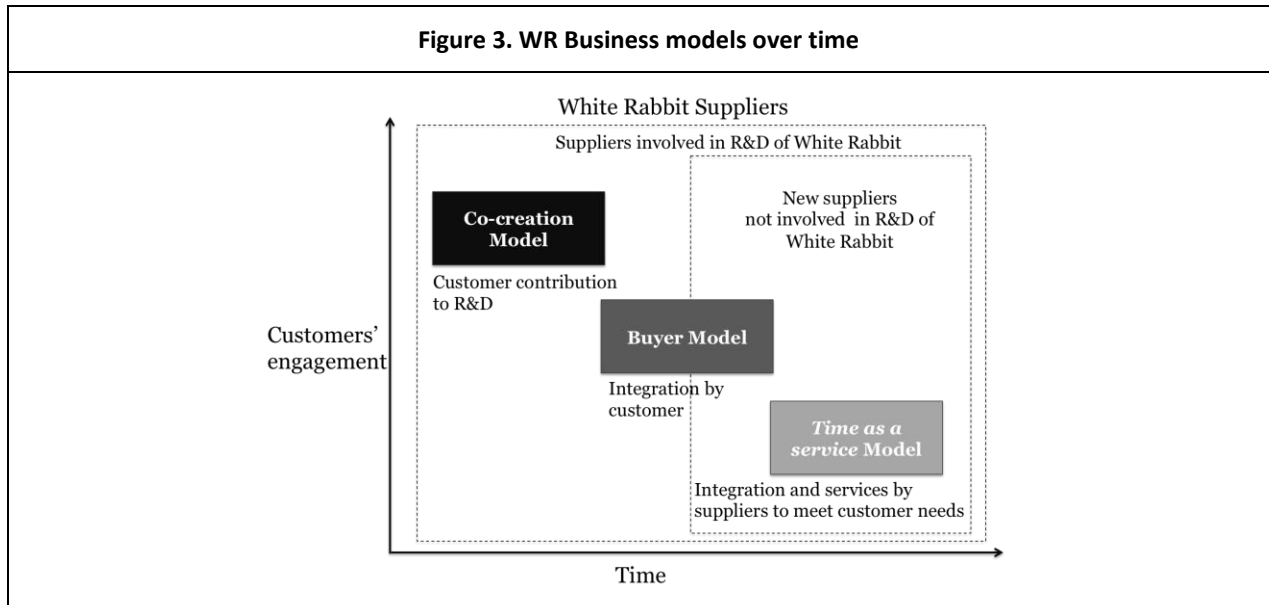 Figure 3. WR Business models over time
White Rabbit Suppliers
Suppliers involved in R&D of White Rabbit
New suppliers
not involved in R&D of
White Rabbit
Co-creation
Model
Customer contribution
to R&D
Customers'
engagement
Buyer Model
Integration by
customer
Time as a
service Model
Integration and services by
suppliers to meet customer needs
Time